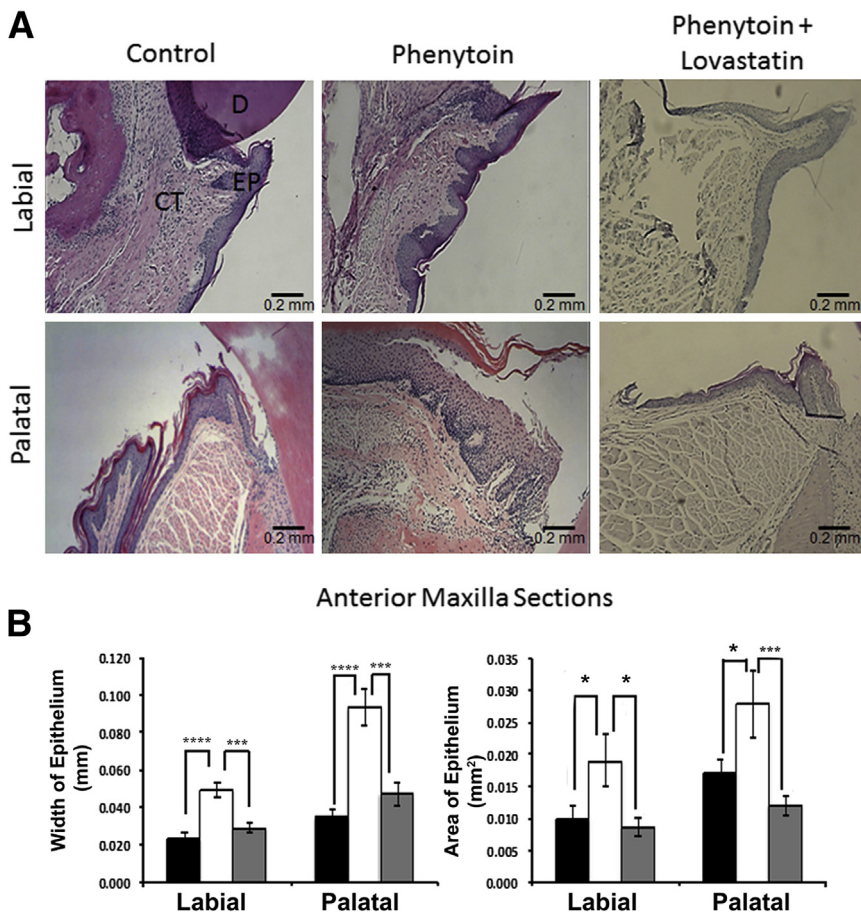 A
Control
Phenytoin
Phenytoin +
Lovastatin
Labial
D
EP
CT
0.2 mm
0.2 mm
0.2 mm
Palatal
0.2 mm
0.2 mm
0.2 mm
Anterior Maxilla Sections
B
Width of Epithelium
(mm)
0.120
0.100
0.080
0.060
0.040
0.020
0.000
****
***
****
***
Labial
Palatal
Area of Epithelium
(mm²)
0.035
0.030
0.025
0.020
0.015
0.010
0.005
0.000
*
*
*
***
Labial
Palatal